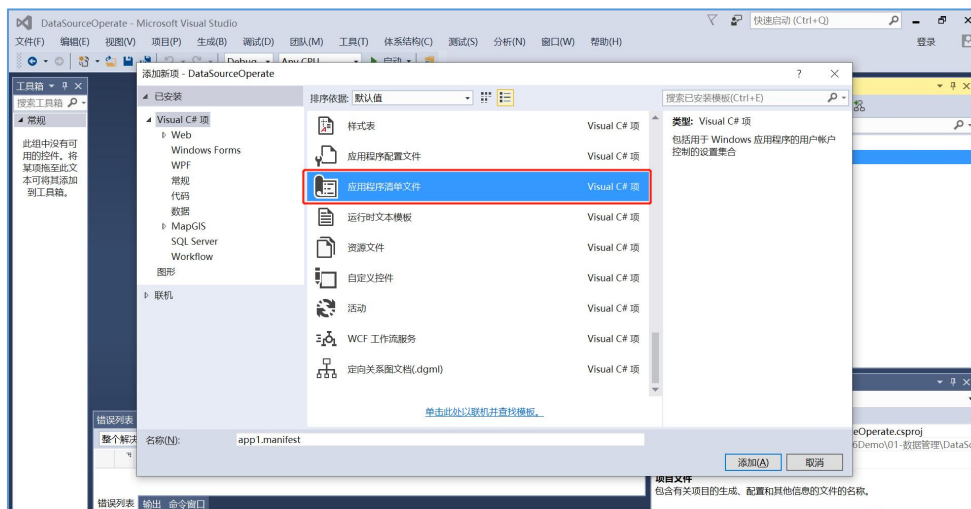 DataSourceOperate - Microsoft Visual Studio
快速启动 (Ctrl+Q)
文件(F) 编辑(E) 视图(V) 项目(P) 生成(B) 调试(D) 团队(M) 工具(T) 体系结构(C) 测试(S) 分析(N) 窗口(W) 帮助(H)
登录
Debug Any CPU 启动
工具箱
搜索工具箱
常规
此组中没有可
用的控件。将
某项拖至此文
本可将其添加
到工具箱。
添加新项 - DataSourceOperate
? ×
已安装
排序依据: 默认值
搜索已安装模板(Ctrl+E)
Visual C# 项
Web
Windows Forms
WPF
常规
代码
数据
MapGIS
SQL Server
Workflow
图形
联机
样式表 Visual C# 项
应用程序配置文件 Visual C# 项
应用程序清单文件 Visual C# 项
运行时文本模板 Visual C# 项
资源文件 Visual C# 项
自定义控件 Visual C# 项
活动 Visual C# 项
WCF 工作流服务 Visual C# 项
定向关系图文档(.dgml) Visual C# 项
单击此处以联机并查找模板。
类型: Visual C# 项
包括用于 Windows 应用程序的用户帐户
控制的设置集合
名称(N): app1.manifest
添加(A) 取消
错误列表
整个解决
eOperate.csproj
6Demo\01-数据管理\DataSo
项目文件
包含有关项目的生成、配置和其他信息的文件的名称。
错误列表 输出 命令窗口